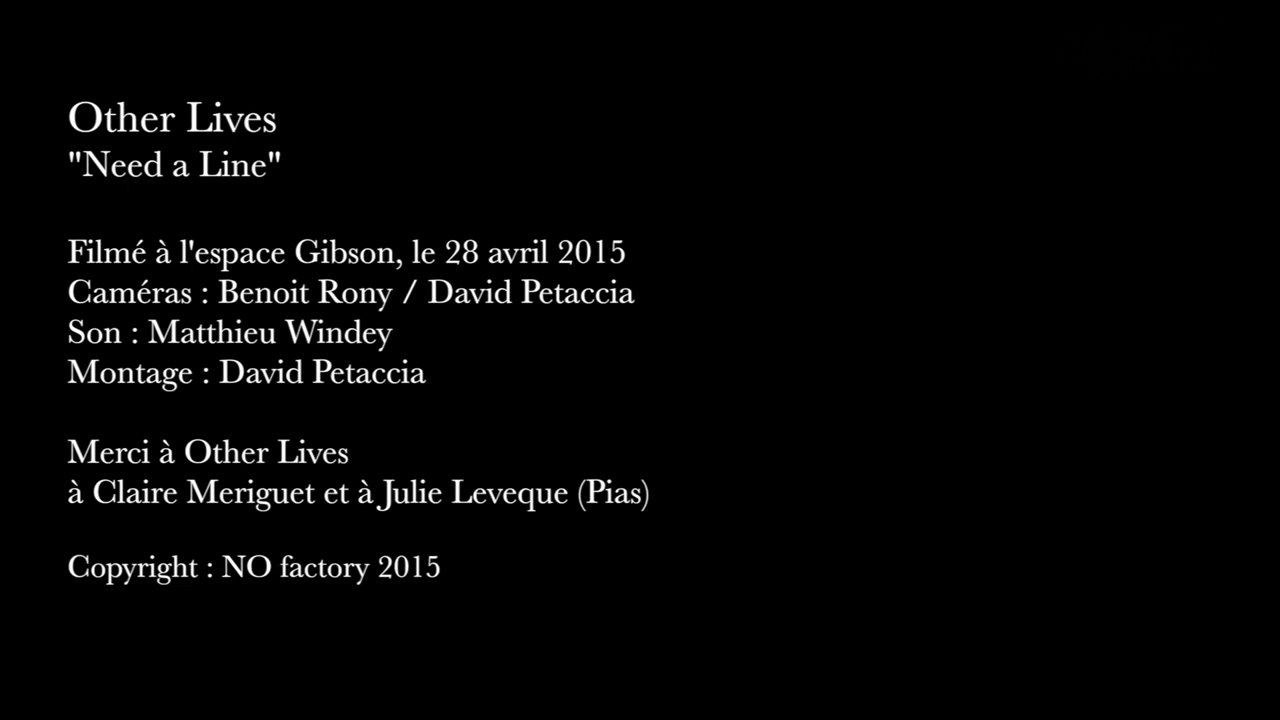 Other Lives
"Need a Line"
Filmé à l'espace Gibson, le 28 avril 2015
Caméras : Benoit Rony / David Petaccia
Son : Matthieu Windey
Montage : David Petaccia
Merci à Other Lives
à Claire Meriguet et à Julie Leveque (Pias)
Copyright : NO factory 2015